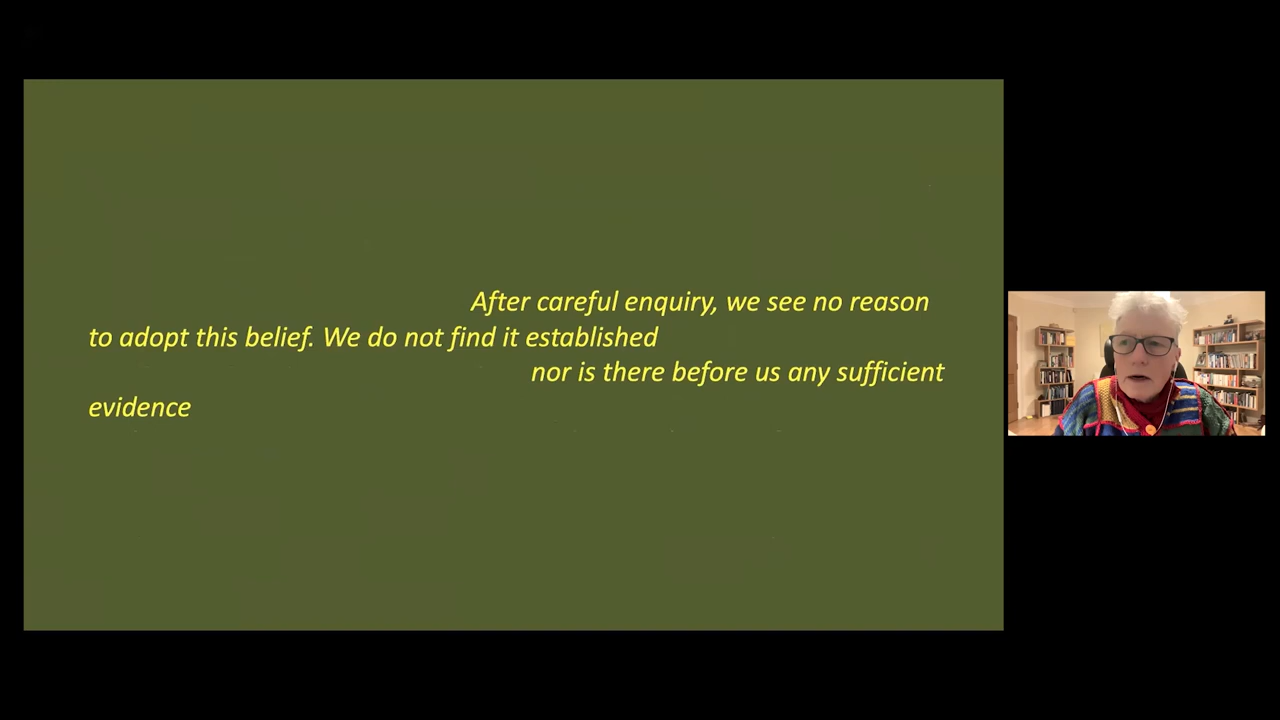 After careful enquiry, we see no reason
to adopt this belief. We do not find it established
nor is there before us any sufficient
evidence